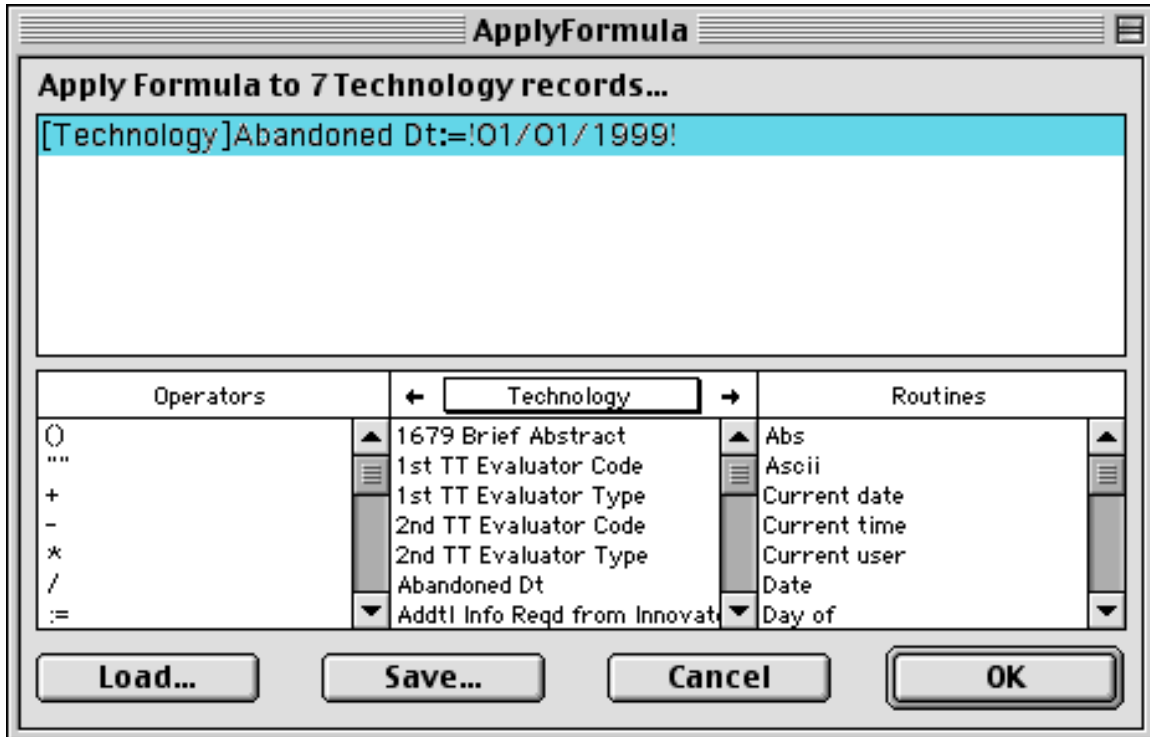 ApplyFormula
Apply Formula to 7 Technology records...
[Technology]Abandoned Dt:=!01/01/1999!
Operators
()
""
+
-
*
/
:=
← Technology →
1679 Brief Abstract
1st TT Evaluator Code
1st TT Evaluator Type
2nd TT Evaluator Code
2nd TT Evaluator Type
Abandoned Dt
Addtl Info Reqd from Innovat
Routines
Abs
Ascii
Current date
Current time
Current user
Date
Day of
Load...
Save...
Cancel
OK